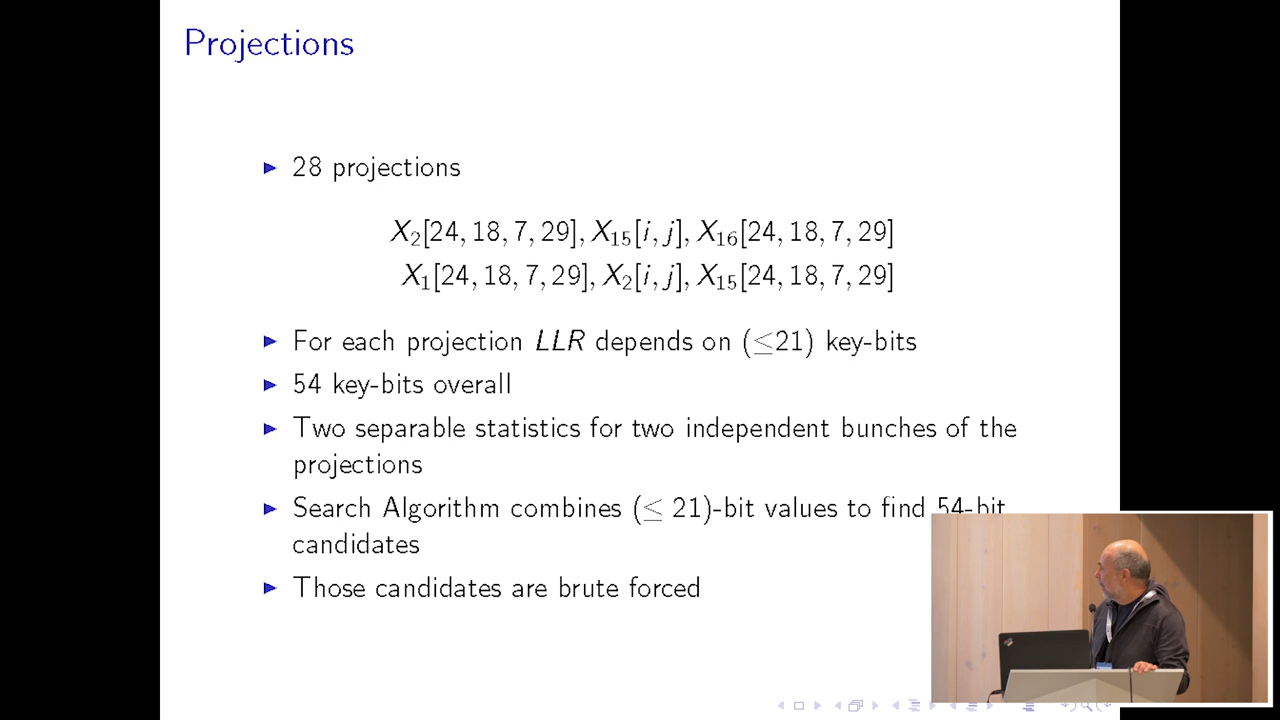 Projections
▶ 28 projections
X₂[24, 18, 7, 29], X₁₅[i, j], X₁₆[24, 18, 7, 29]
X₁[24, 18, 7, 29], X₂[i, j], X₁₅[24, 18, 7, 29]
▶ For each projection LLR depends on (≤21) key-bits
▶ 54 key-bits overall
▶ Two separable statistics for two independent bunches of the
projections
▶ Search Algorithm combines (≤ 21)-bit values to find 54-bit
candidates
▶ Those candidates are brute forced